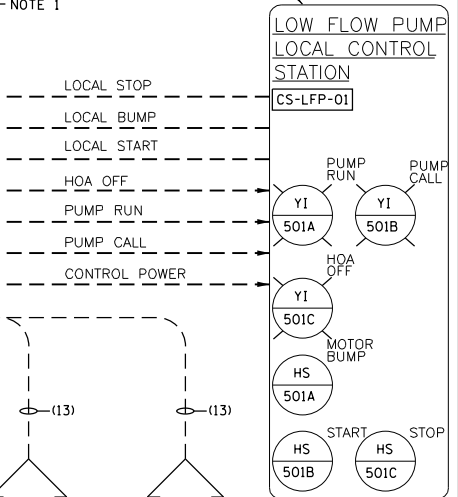 NOTE 1
LOW FLOW PUMP
LOCAL CONTROL
STATION
CS-LFP-01
LOCAL STOP
LOCAL BUMP
LOCAL START
HOA OFF
PUMP RUN
PUMP CALL
CONTROL POWER
PUMP
RUN
YI
501A
PUMP
CALL
YI
501B
HOA
OFF
YI
501C
MOTOR
BUMP
HS
501A
START
HS
501B
STOP
HS
501C
(13)
(13)